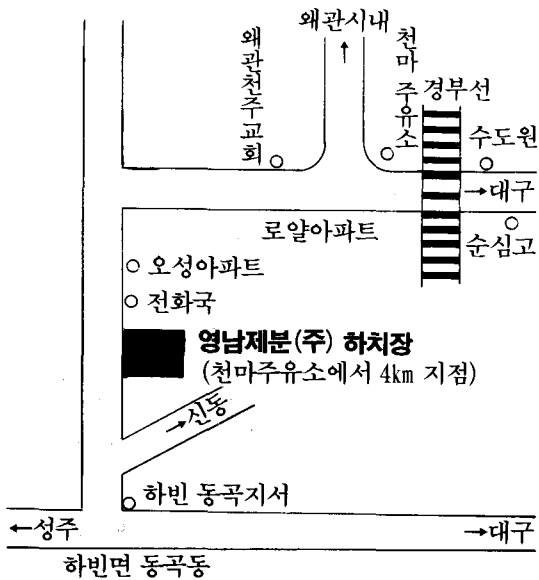 왜관시내
왜관천주교회
천마주유소
↑
경부선
수도원
→대구
로얄아파트
순심고
오성아파트
전화국
영남제분(주) 하치장
(천마주유소에서 4km 지점)
→신동
하빈 동곡지서
←성주
→대구
하빈면 동곡동